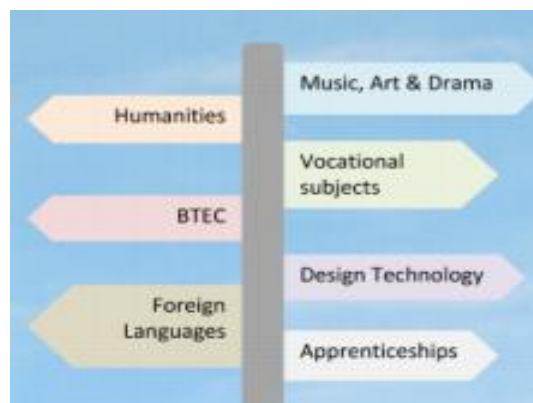 Music, Art & Drama
Humanities
Vocational
subjects
BTEC
Design Technology
Foreign
Languages
Apprenticeships